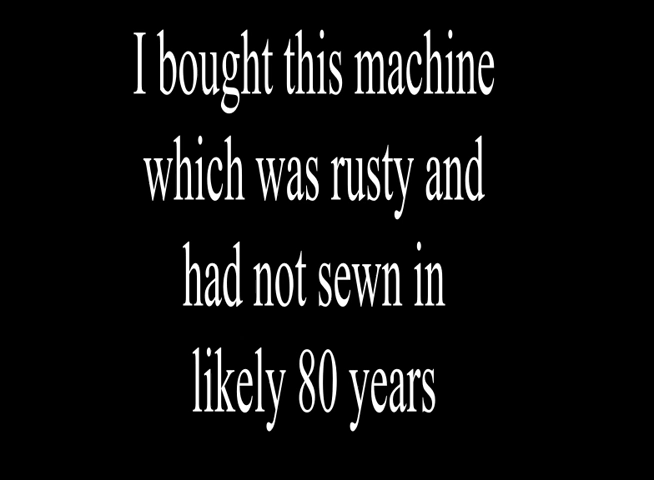 I bought this machine
which was rusty and
had not sewn in
likely 80 years